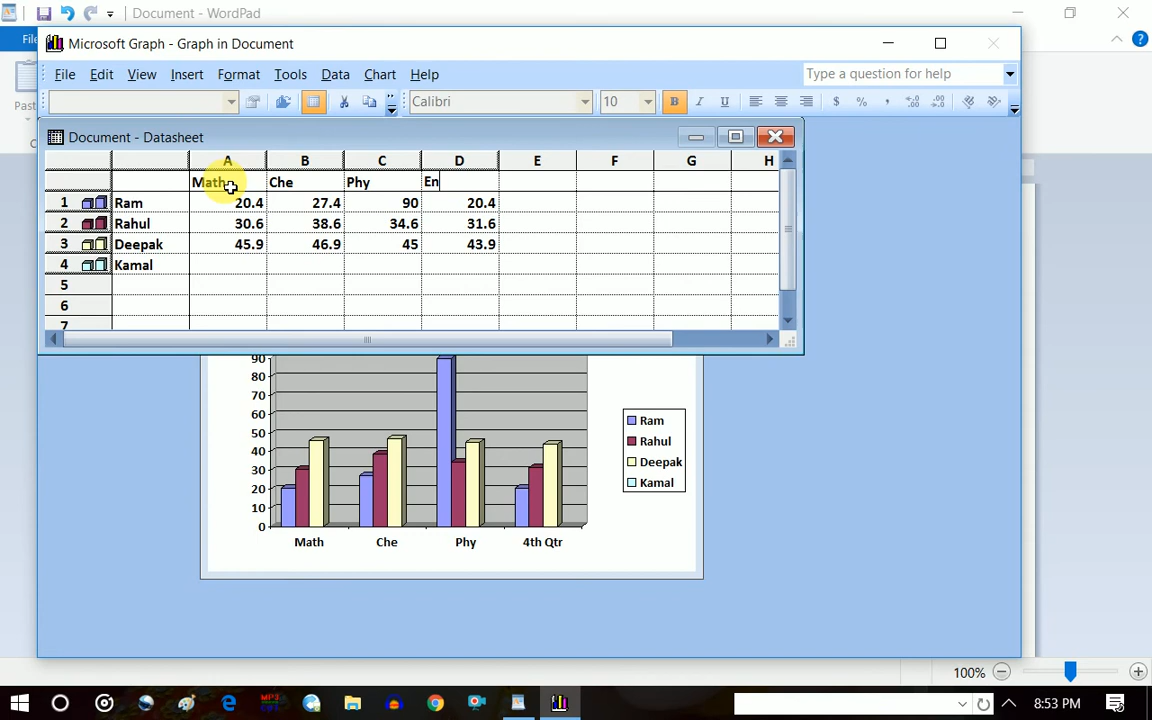 Document - WordPad
File
Microsoft Graph - Graph in Document
File Edit View Insert Format Tools Data Chart Help
Type a question for help
Calibri 10 B I U $ % ,
Document - Datasheet
A B C D E F G H
Math Che Phy En
1 Ram 20.4 27.4 90 20.4
2 Rahul 30.6 38.6 34.6 31.6
3 Deepak 45.9 46.9 45 43.9
4 Kamal
5
6
7
90
80
70
60
50
40
30
20
10
0
Math Che Phy 4th Qtr
Ram
Rahul
Deepak
Kamal
100%
8:53 PM